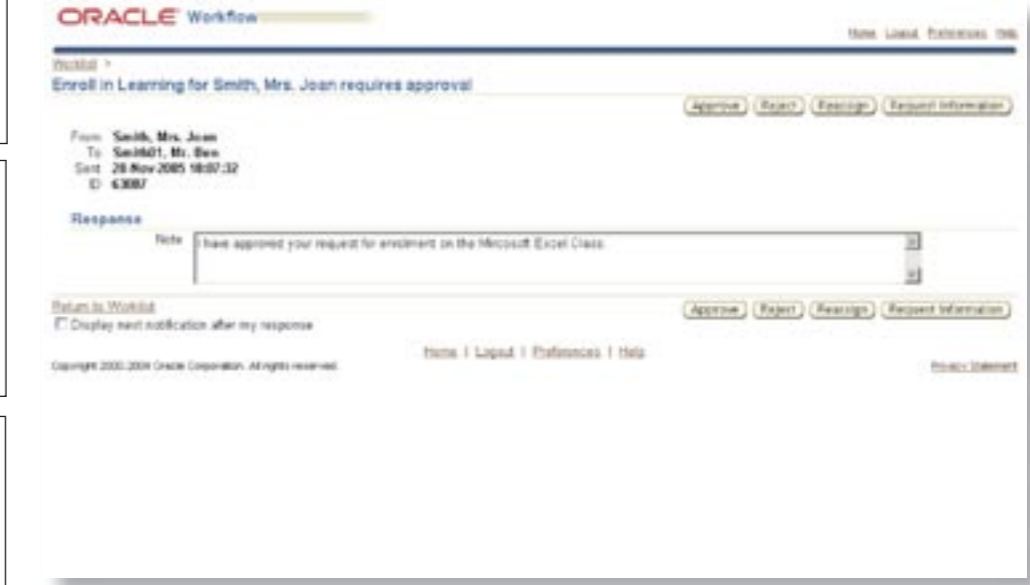 ORACLE Workflow
Home Logout Preferences Help
Worklist >
Enroll in Learning for Smith, Mrs. Joan requires approval
Approve Reject Reassign Request Information
From Smith, Mrs. Joan
To Smith01, Mr. Ben
Sent 28-Nov-2005 18:07:32
ID 63087
Response
Note I have approved your request for enrolment on the Mircosoft Excel Class.
Return to Worklist
Display next notification after my response
Approve Reject Reassign Request Information
Home | Logout | Preferences | Help
Copyright 2000-2004 Oracle Corporation. All rights reserved.
Privacy Statement